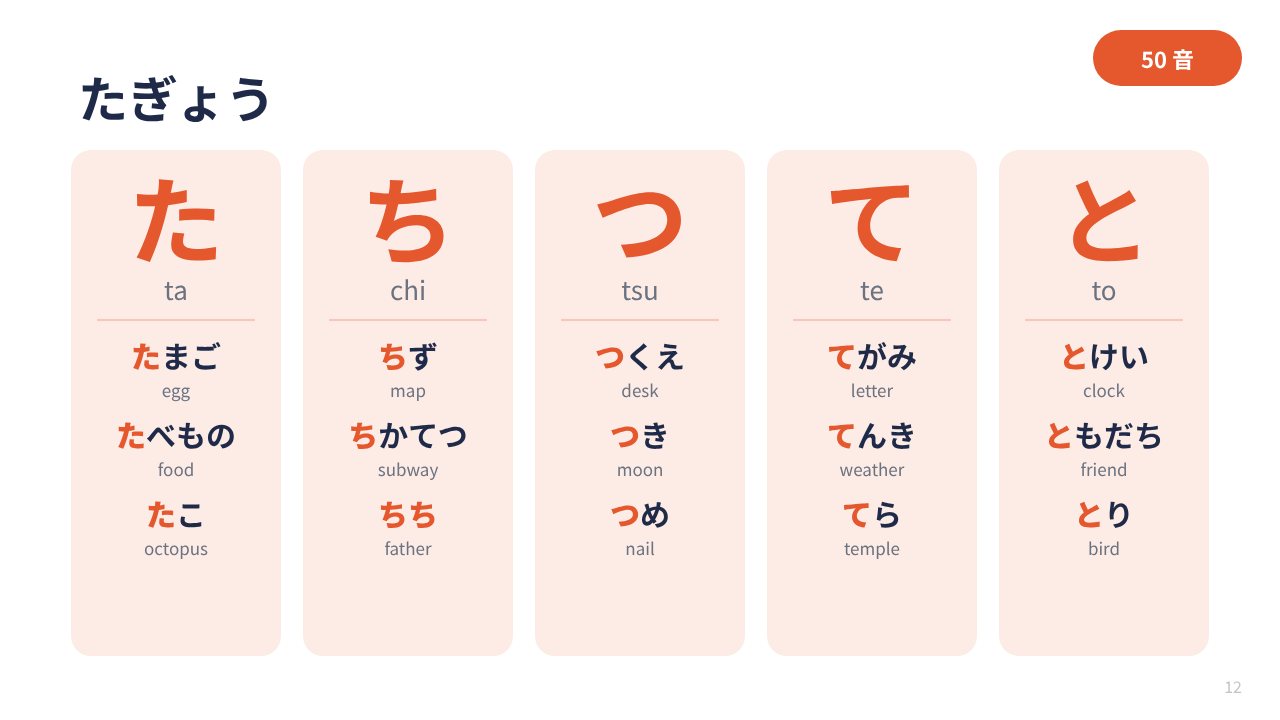 50 音
たぎょう
た
ta
たまご
egg
たべもの
food
たこ
octopus
ち
chi
ちず
map
ちかてつ
subway
ちち
father
つ
tsu
つくえ
desk
つき
moon
つめ
nail
て
te
てがみ
letter
てんき
weather
てら
temple
と
to
とけい
clock
ともだち
friend
とり
bird
12